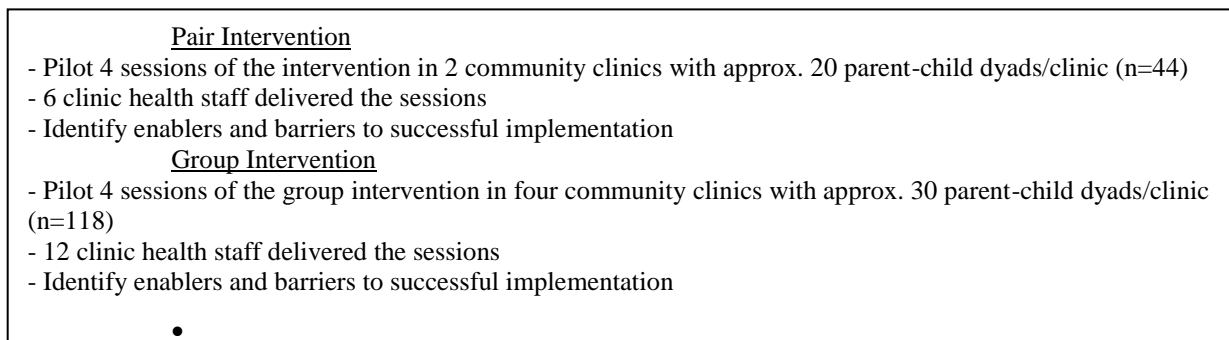 Pair Intervention
- Pilot 4 sessions of the intervention in 2 community clinics with approx. 20 parent-child dyads/clinic (n=44)
- 6 clinic health staff delivered the sessions
- Identify enablers and barriers to successful implementation
Group Intervention
- Pilot 4 sessions of the group intervention in four community clinics with approx. 30 parent-child dyads/clinic
(n=118)
- 12 clinic health staff delivered the sessions
- Identify enablers and barriers to successful implementation
•